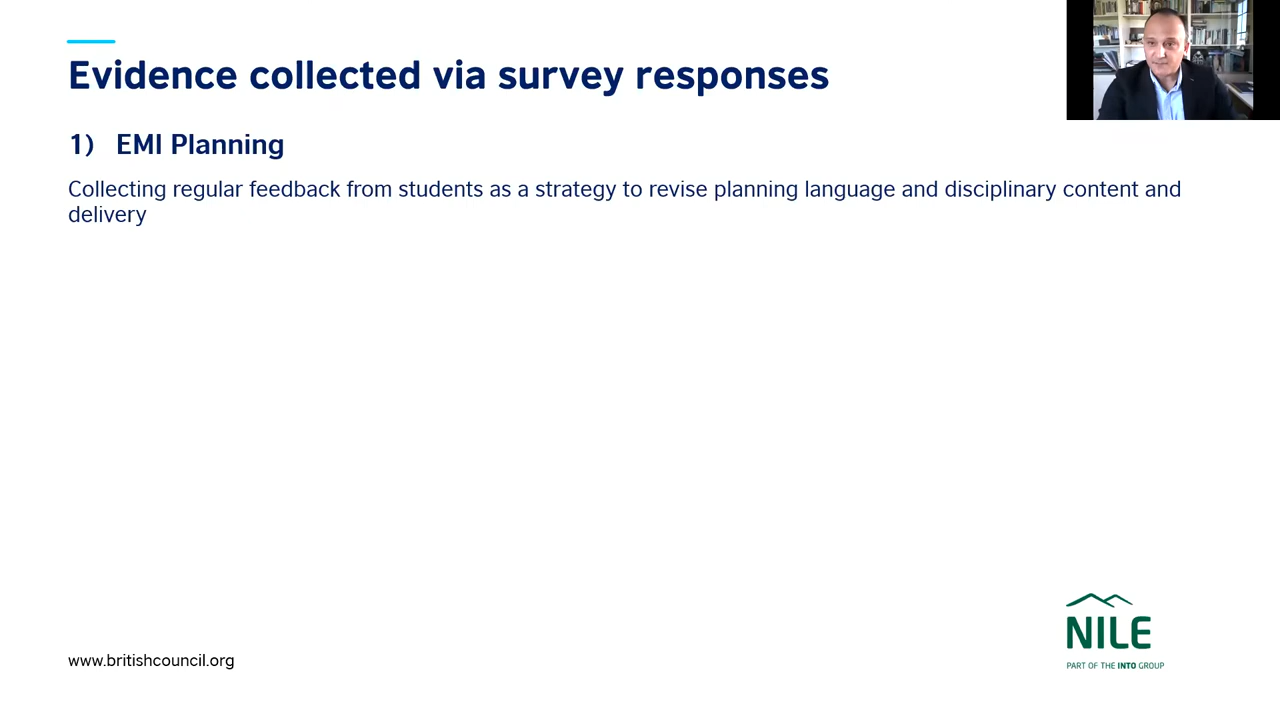 Evidence collected via survey responses
1) EMI Planning
Collecting regular feedback from students as a strategy to revise planning language and disciplinary content and
delivery
www.britishcouncil.org
NILE
PART OF THE INTO GROUP